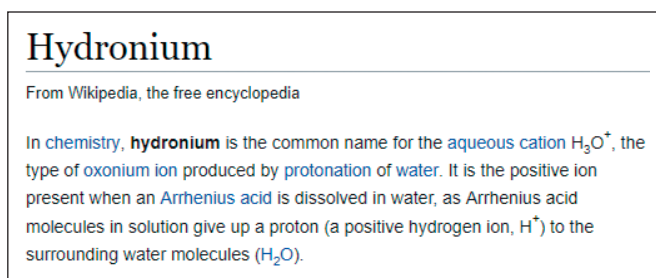 Hydronium
From Wikipedia, the free encyclopedia
In chemistry, hydronium is the common name for the aqueous cation H₃O⁺, the
type of oxonium ion produced by protonation of water. It is the positive ion
present when an Arrhenius acid is dissolved in water, as Arrhenius acid
molecules in solution give up a proton (a positive hydrogen ion, H⁺) to the
surrounding water molecules (H₂O).